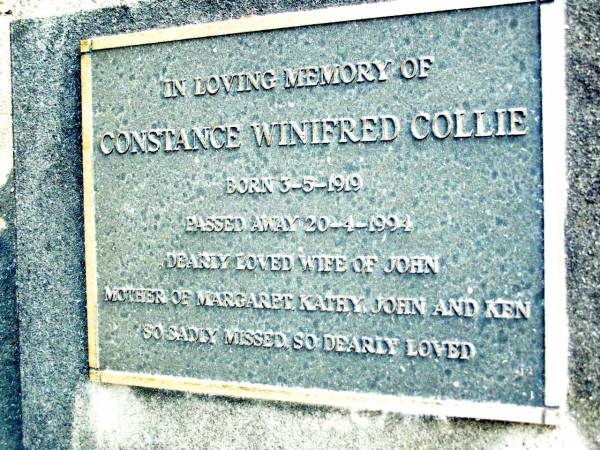 IN LOVING MEMORY OF
CONSTANCE WINIFRED COLLIE
BORN 3-5-1919
PASSED AWAY 20-4-1994
DEARLY LOVED WIFE OF JOHN
MOTHER OF MARGARET, KATHY, JOHN AND KEN
SO SADLY MISSED, SO DEARLY LOVED